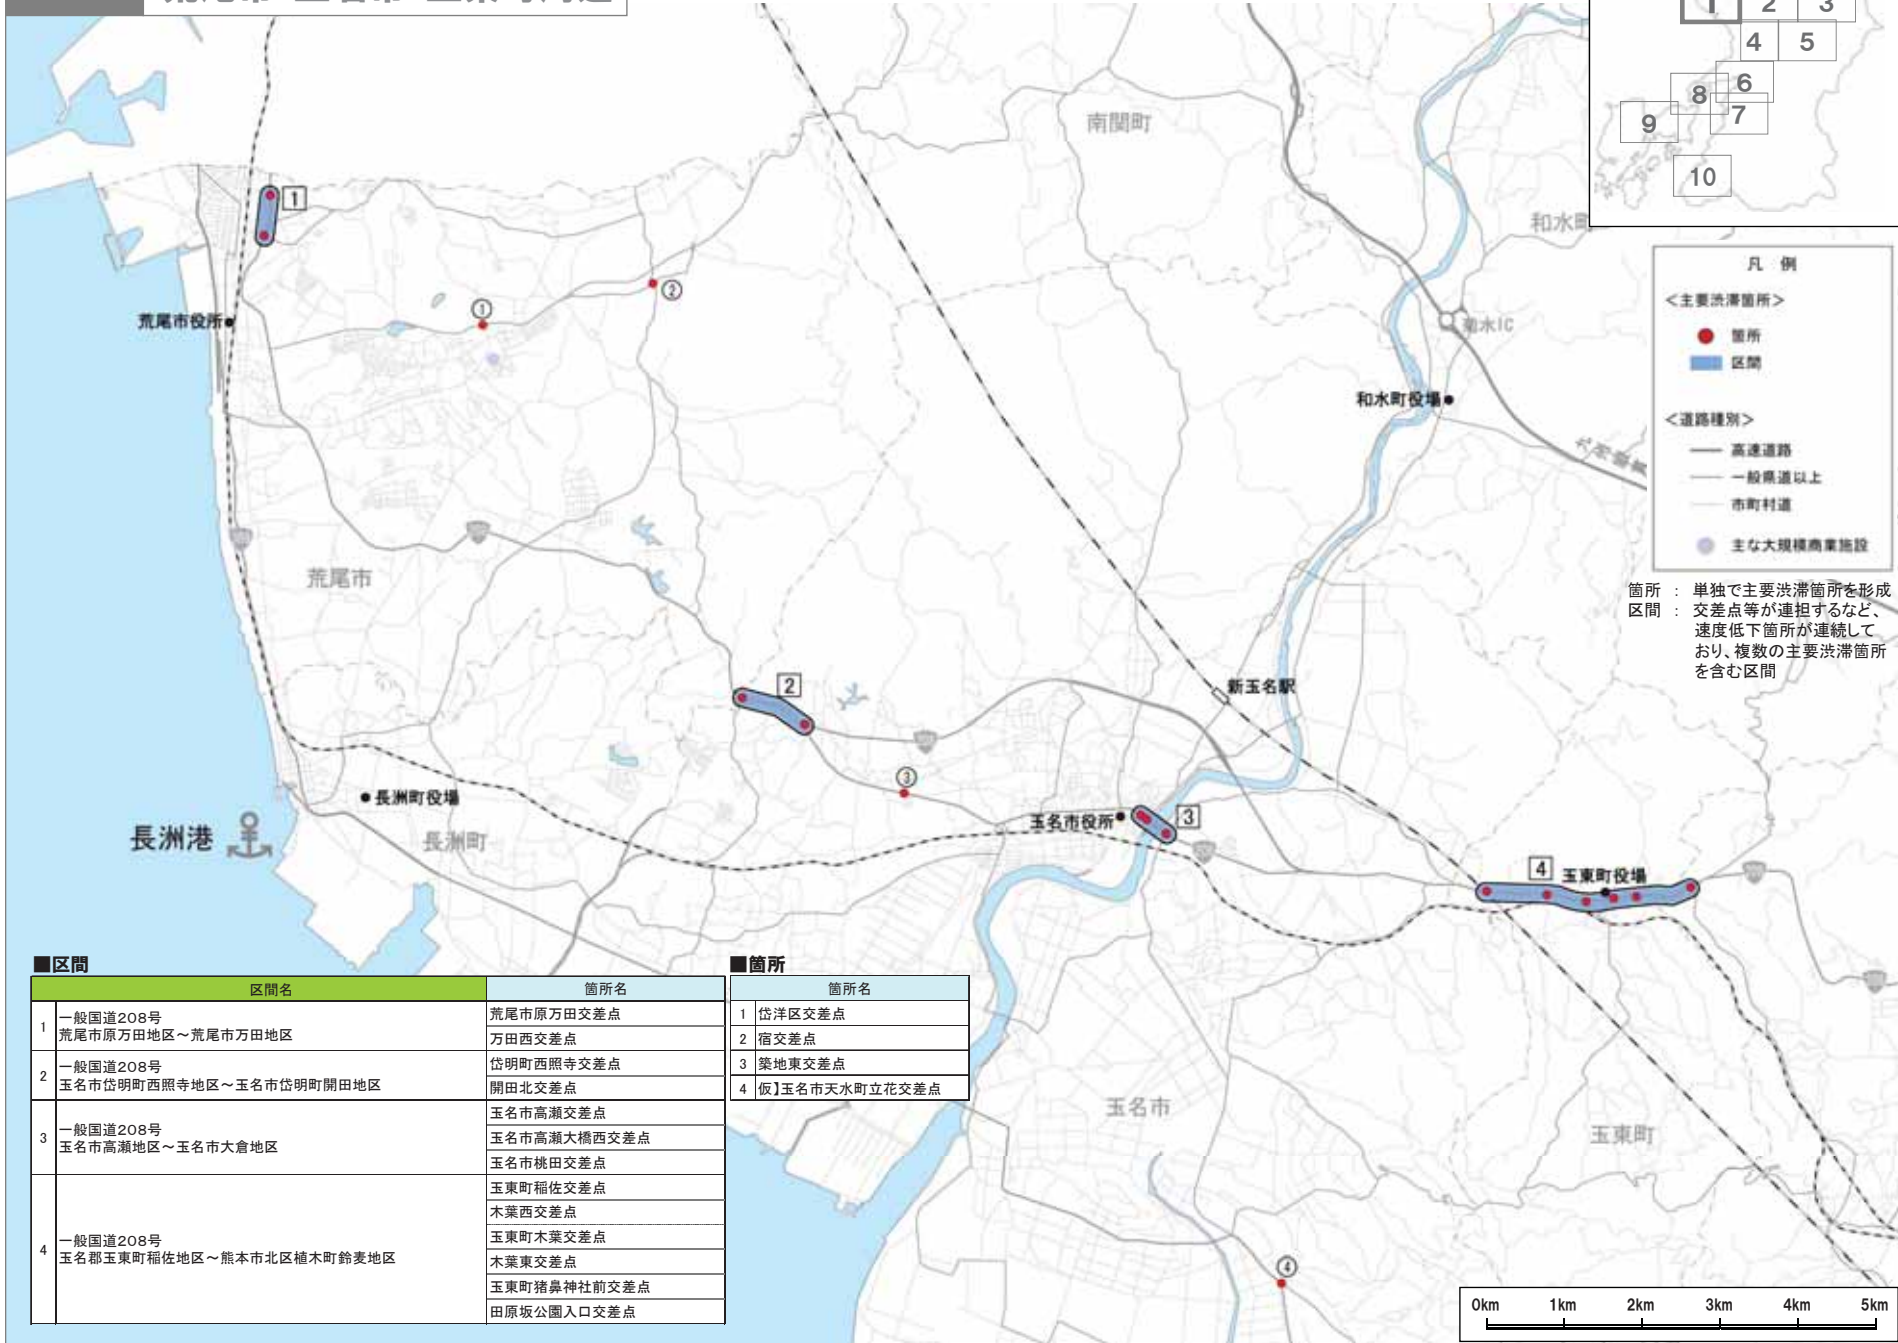 1
2
3
4
5
6
7
8
9
10
南関町
和水町
1
①
②
荒尾市役所
菊水IC
和水町役場
荒尾市
凡 例
<主要渋滞箇所>
箇所
区間
<道路種別>
高速道路
一般県道以上
市町村道
主な大規模商業施設
箇所 : 単独で主要渋滞箇所を形成
区間 : 交差点等が連担するなど、
速度低下箇所が連続して
おり、複数の主要渋滞箇所
を含む区間
2
新玉名駅
③
長洲町役場
長洲港
長洲町
玉名市役所
3
4
玉東町役場
玉名市
玉東町
④
■区間
区間名 箇所名
1 一般国道208号
荒尾市原万田地区~荒尾市万田地区
荒尾市原万田交差点
万田西交差点
2 一般国道208号
玉名市岱明町西照寺地区~玉名市岱明町開田地区
岱明町西照寺交差点
開田北交差点
3 一般国道208号
玉名市高瀬地区~玉名市大倉地区
玉名市高瀬交差点
玉名市高瀬大橋西交差点
玉名市桃田交差点
4 一般国道208号
玉名郡玉東町稲佐地区~熊本市北区植木町鈴麦地区
玉東町稲佐交差点
木葉西交差点
玉東町木葉交差点
木葉東交差点
玉東町猪鼻神社前交差点
田原坂公園入口交差点
■箇所
箇所名
1 岱洋区交差点
2 宿交差点
3 築地東交差点
4 仮】玉名市天水町立花交差点
0km 1km 2km 3km 4km 5km